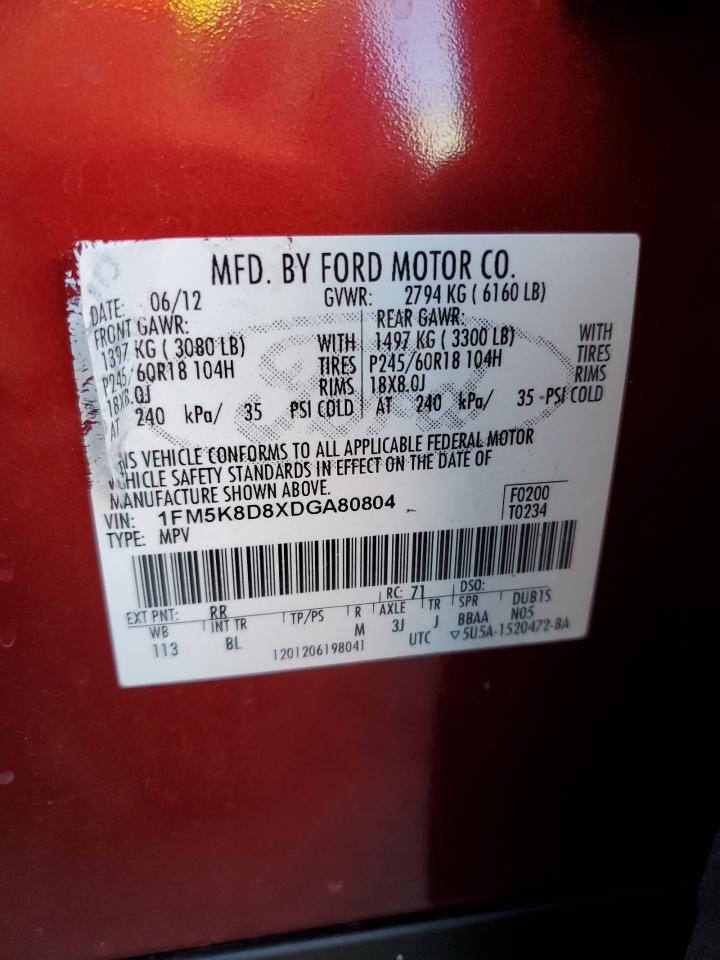 MFD. BY FORD MOTOR CO.
DATE: 06/12 GVWR: 2794 KG ( 6160 LB)
FRONT GAWR: REAR GAWR:
1397 KG ( 3080 LB) WITH 1497 KG ( 3300 LB) WITH
P245/60R18 104H TIRES P245/60R18 104H TIRES
18X8.0J RIMS 18X8.0J RIMS
AT 240 kPa/ 35 PSI COLD AT 240 kPa/ 35 PSI COLD
IS VEHICLE CONFORMS TO ALL APPLICABLE FEDERAL MOTOR
VEHICLE SAFETY STANDARDS IN EFFECT ON THE DATE OF
MANUFACTURE SHOWN ABOVE.
VIN: 1FM5K8D8XDGA80804 F0200
TYPE: MPV T0234
EXT PNT: RR RC: 71 DSO:
WB INT TR TP/PS R AXLE TR SPR DUB1S
113 BL M 3J J BBAA N05
1201206198041 UTC ▽5U5A-1520472-BA